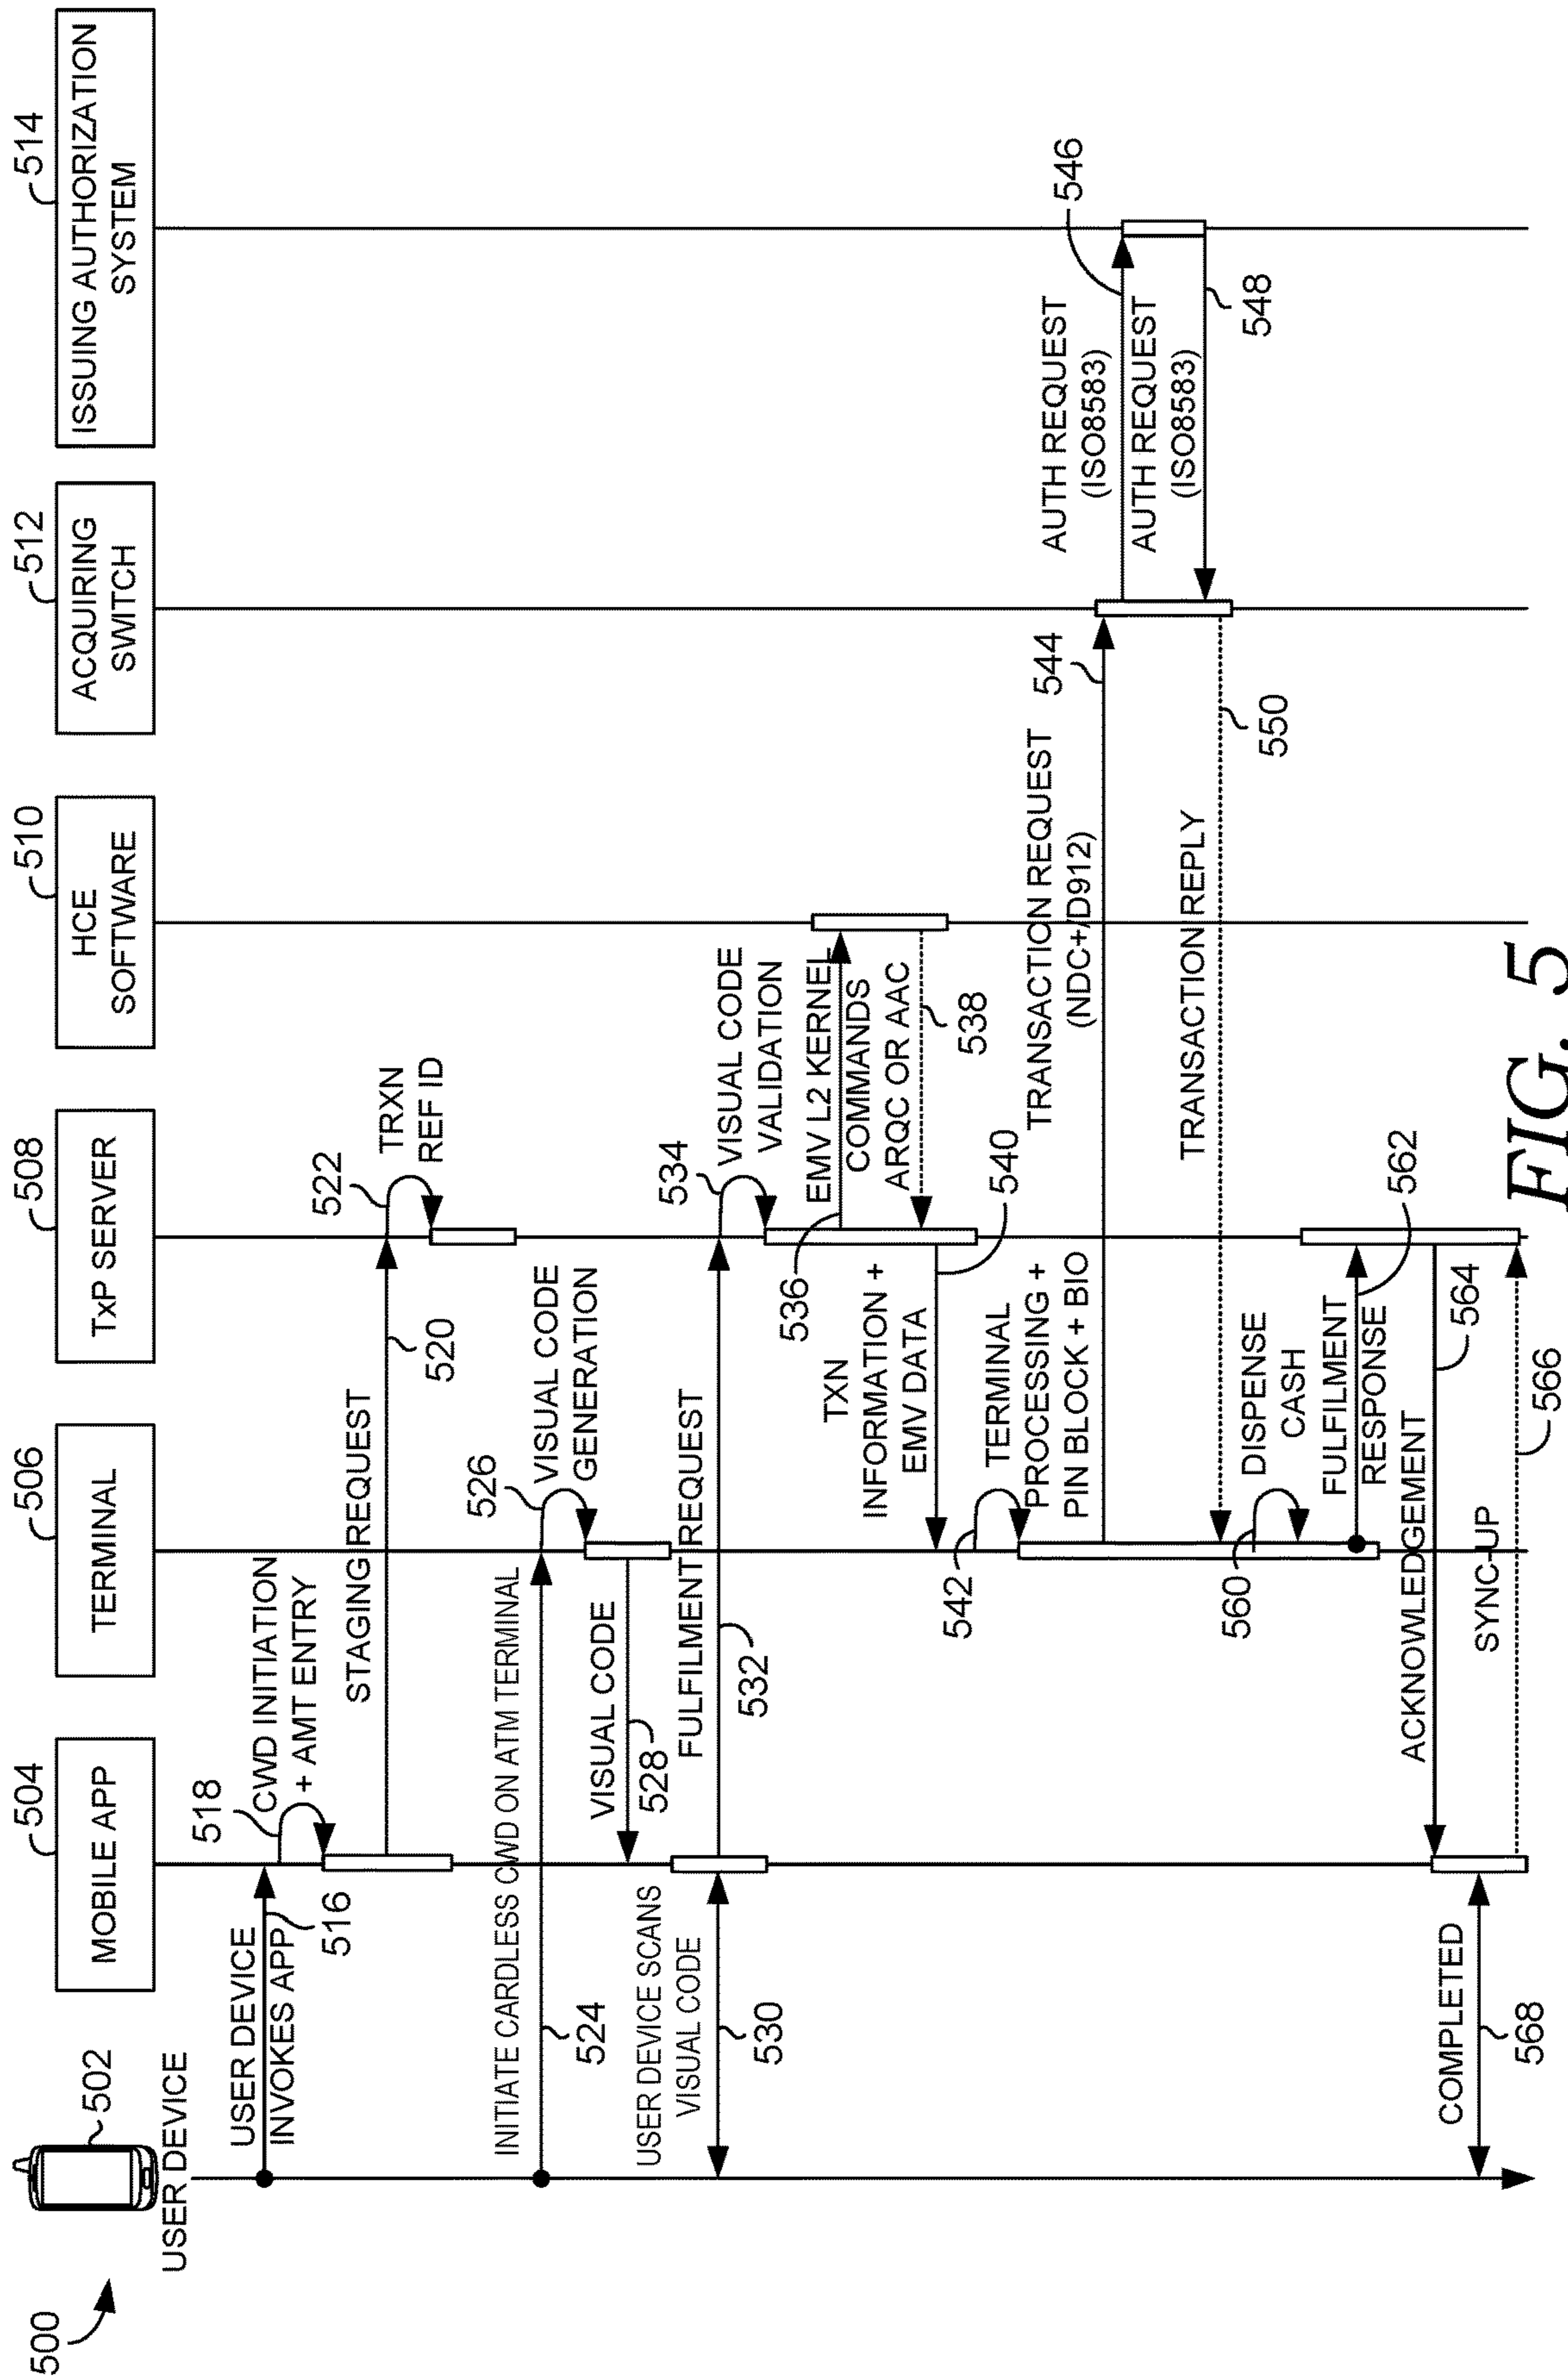 500
502
USER DEVICE
504
MOBILE APP
506
TERMINAL
508
TxP SERVER
510
HCE
SOFTWARE
512
ACQUIRING
SWITCH
514
ISSUING AUTHORIZATION
SYSTEM
USER DEVICE
INVOKES APP
516
518
CWD INITIATION
+ AMT ENTRY
STAGING REQUEST
520
522
TRXN
REF ID
INITIATE CARDLESS CWD ON ATM TERMINAL
524
526
VISUAL CODE
GENERATION
VISUAL CODE
528
USER DEVICE SCANS
VISUAL CODE
530
FULFILMENT REQUEST
532
534
VISUAL CODE
VALIDATION
536
EMV L2 KERNEL
COMMANDS
ARQC OR AAC
538
TXN
INFORMATION +
EMV DATA
540
542
TERMINAL
PROCESSING +
PIN BLOCK + BIO
TRANSACTION REQUEST
(NDC+/D912)
544
AUTH REQUEST
(ISO8583)
546
AUTH REQUEST
(ISO8583)
548
TRANSACTION REPLY
550
560
DISPENSE
CASH
FULFILMENT
RESPONSE
562
ACKNOWLEDGEMENT
564
SYNC-UP
566
COMPLETED
568
FIG. 5